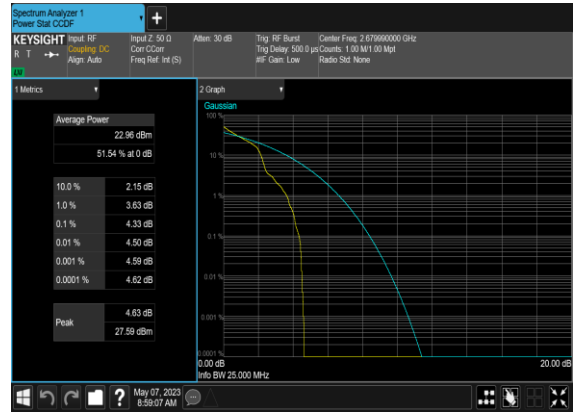 Spectrum Analyzer 1
Power Stat CCDF
+
KEYSIGHT Input: RF Input Z: 50 Ω Atten: 30 dB Trig: RF Burst Center Freq: 2.679990000 GHz
R T Coupling: DC Corr CCorr Trig Delay: 500.0 µs Counts: 1.00 M/1.00 Mpt
Align: Auto Freq Ref: Int (S) #IF Gain: Low Radio Std: None
1 Metrics
2 Graph
Average Power
22.96 dBm
51.54 % at 0 dB
10.0 % 2.15 dB
1.0 % 3.63 dB
0.1 % 4.33 dB
0.01 % 4.50 dB
0.001 % 4.59 dB
0.0001 % 4.62 dB
Peak
4.63 dB
27.59 dBm
Gaussian
100 %
10 %
1 %
0.1 %
0.01 %
0.001 %
0.0001 %
0.00 dB 20.00 dB
Info BW 25.000 MHz
? May 07, 2023
8:59:07 AM